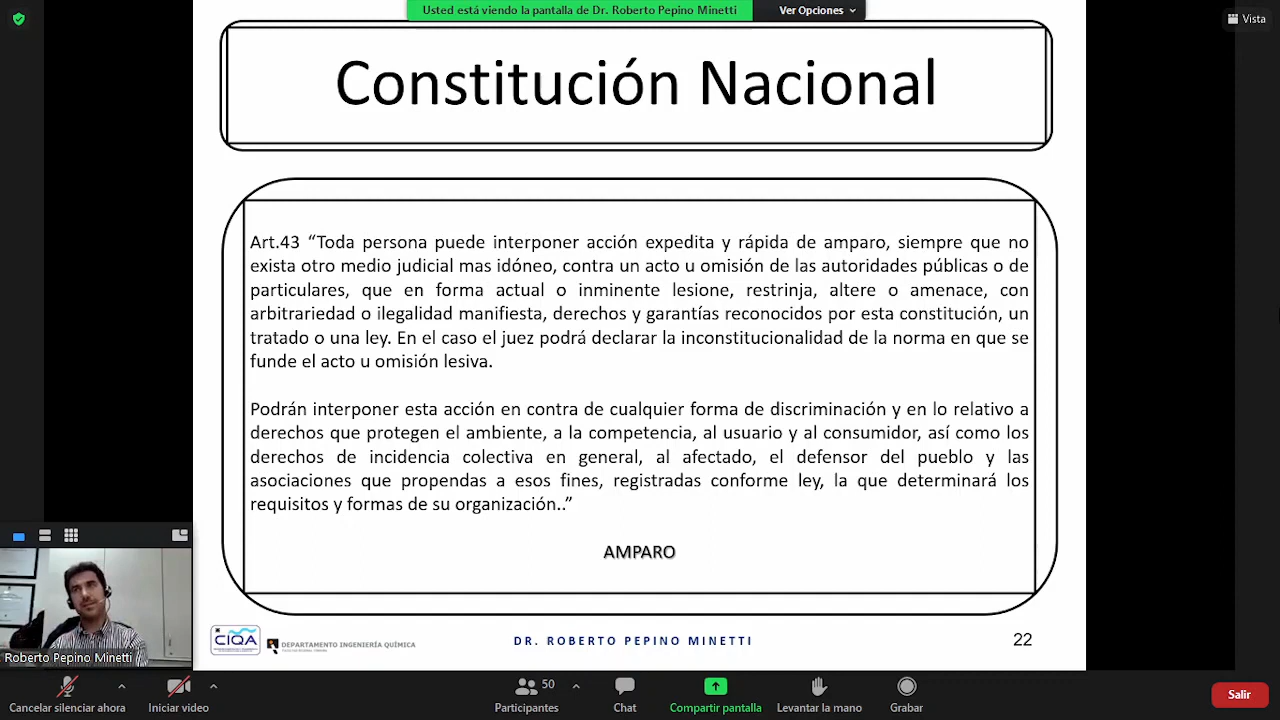 Usted está viendo la pantalla de Dr. Roberto Pepino Minetti
Ver Opciones
Vista
Constitución Nacional
Art.43 “Toda persona puede interponer acción expedita y rápida de amparo, siempre que no
exista otro medio judicial mas idóneo, contra un acto u omisión de las autoridades públicas o de
particulares, que en forma actual o inminente lesione, restrinja, altere o amenace, con
arbitrariedad o ilegalidad manifiesta, derechos y garantías reconocidos por esta constitución, un
tratado o una ley. En el caso el juez podrá declarar la inconstitucionalidad de la norma en que se
funde el acto u omisión lesiva.
Podrán interponer esta acción en contra de cualquier forma de discriminación y en lo relativo a
derechos que protegen el ambiente, a la competencia, al usuario y al consumidor, así como los
derechos de incidencia colectiva en general, al afectado, el defensor del pueblo y las
asociaciones que propendas a esos fines, registradas conforme ley, la que determinará los
requisitos y formas de su organización..”
AMPARO
CIQA
DEPARTAMENTO INGENIERÍA QUÍMICA
DR. ROBERTO PEPINO MINETTI
22
Roberto Pepino Minetti
Cancelar silenciar ahora
Iniciar video
50
Participantes
Chat
Compartir pantalla
Levantar la mano
Grabar
Salir